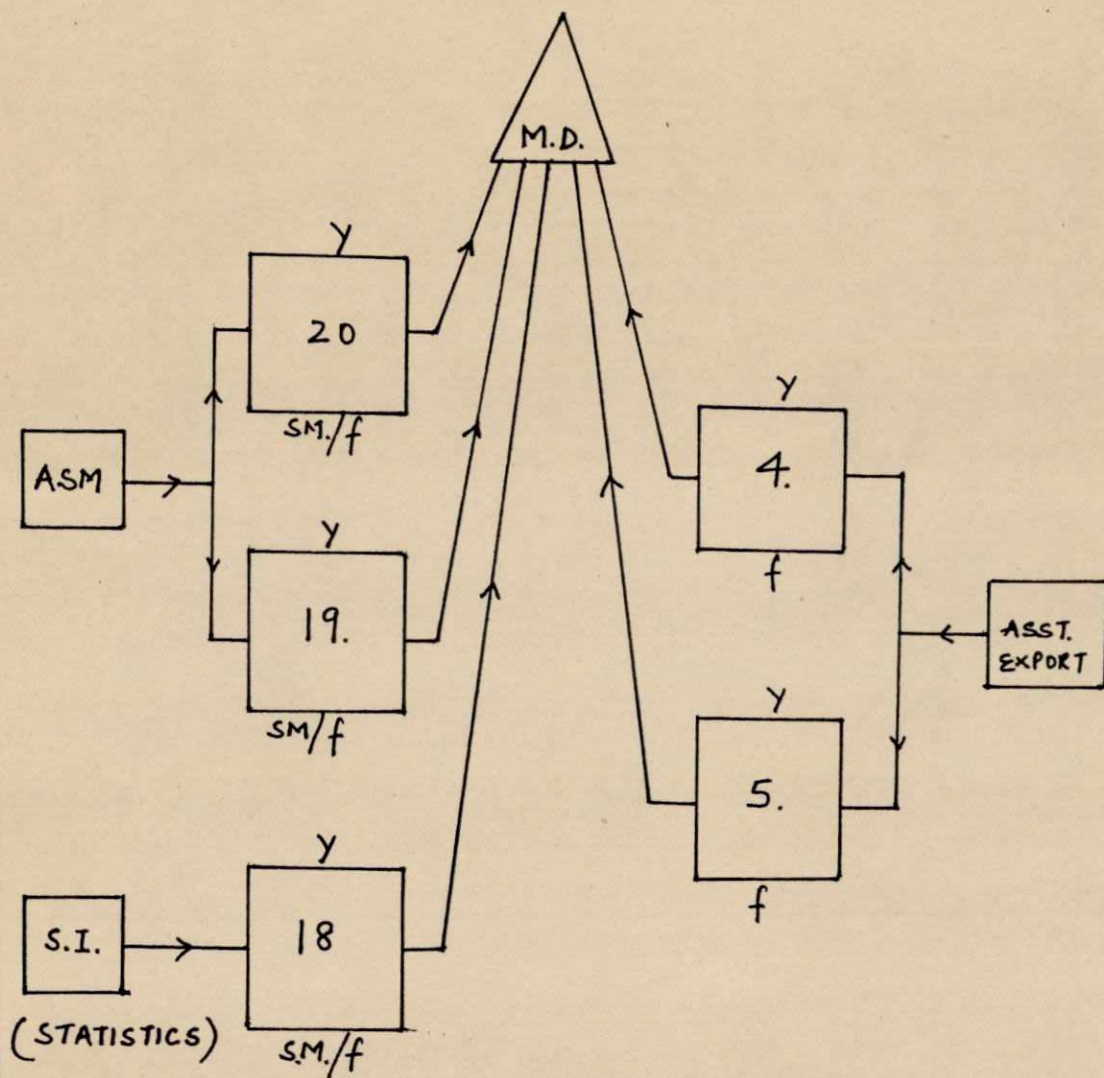 M.D.
Y
20
SM./f
ASM
Y
19.
SM/f
Y
18
S.M./f
S.I.
(STATISTICS)
Y
4.
f
ASST.
EXPORT
Y
5.
f